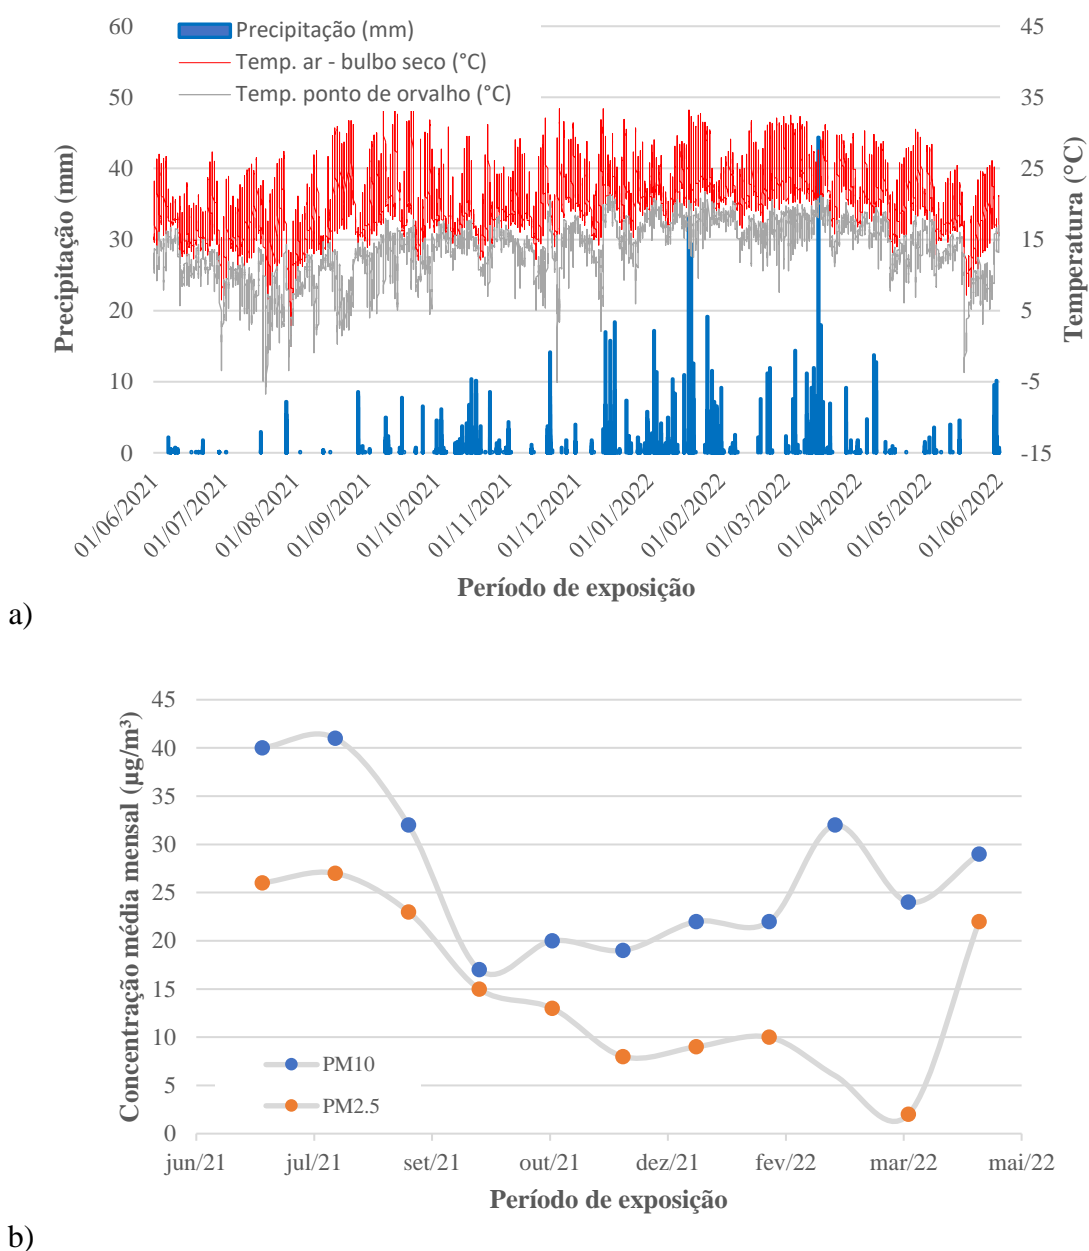 60
50
40
30
20
10
0
Precipitação (mm)
Precipitação (mm)
Temp. ar - bulbo seco (°C)
Temp. ponto de orvalho (°C)
45
35
25
15
5
-5
-15
Temperatura (°C)
01/06/2021
01/07/2021
01/08/2021
01/09/2021
01/10/2021
01/11/2021
01/12/2021
01/01/2022
01/02/2022
01/03/2022
01/04/2022
01/05/2022
01/06/2022
Período de exposição
a)
45
40
35
30
25
20
15
10
5
0
Concentração média mensal (µg/m³)
PM10
PM2.5
jun/21
jul/21
set/21
out/21
dez/21
fev/22
mar/22
mai/22
Período de exposição
b)